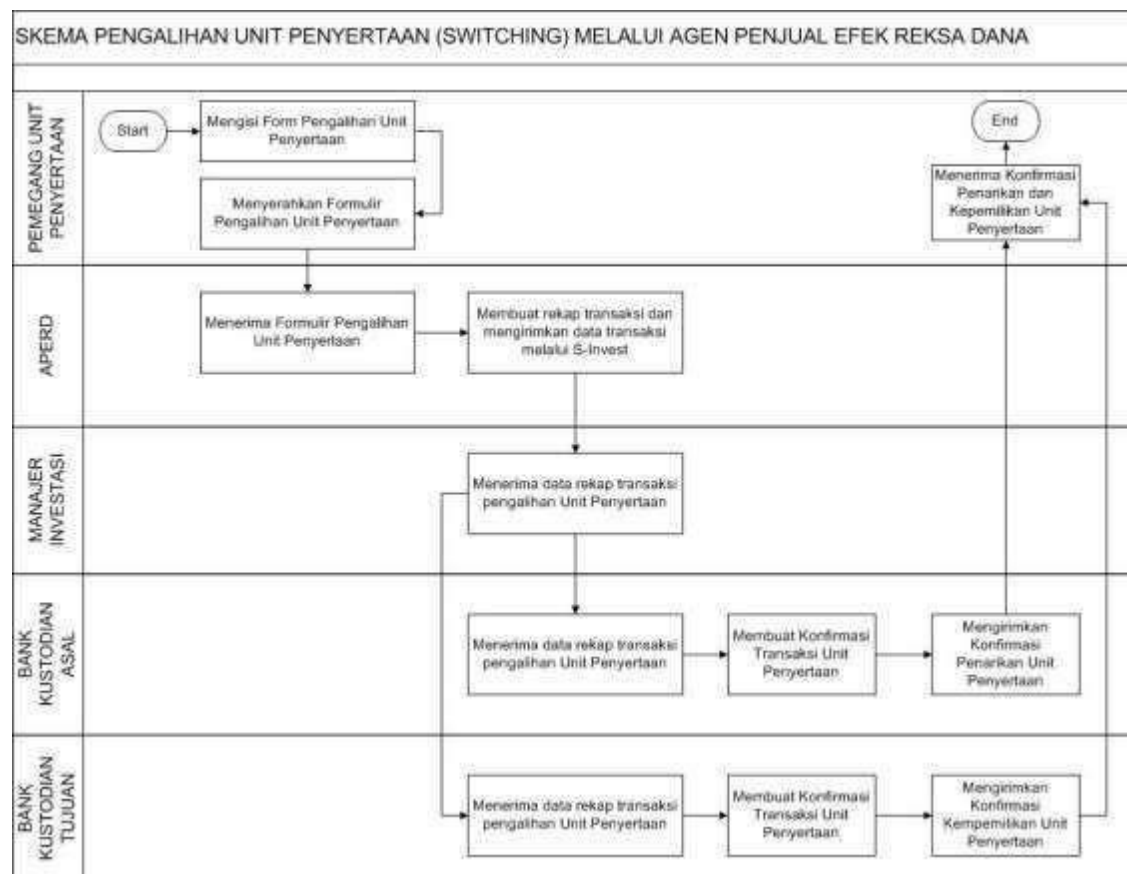 SKEMA PENGALIHAN UNIT PENYERTAAN (SWITCHING) MELALUI AGEN PENJUAL EFEK REKSA DANA
PEMEGANG UNIT
PENYERTAAN
Start
Mengisi Form Pengalihan Unit
Penyertaan
Menyerahkan Formulir
Pengalihan Unit Penyertaan
End
Menerima Konfirmasi
Penarikan dan
Kepemilikan Unit
Penyertaan
APERD
Menerima Formulir Pengalihan
Unit Penyertaan
Membuat rekap transaksi dan
mengirimkan data transaksi
melalui S-Invest
MANAJER
INVESTASI
Menerima data rekap transaksi
pengalihan Unit Penyertaan
BANK
KUSTODIAN
ASAL
Menerima data rekap transaksi
pengalihan Unit Penyertaan
Membuat Konfirmasi
Transaksi Unit
Penyertaan
Mengirimkan
Konfirmasi
Penarikan Unit
Penyertaan
BANK
KUSTODIAN
TUJUAN
Menerima data rekap transaksi
pengalihan Unit Penyertaan
Membuat Konfirmasi
Transaksi Unit
Penyertaan
Mengirimkan
Konfirmasi
Kempemilikan Unit
Penyertaan